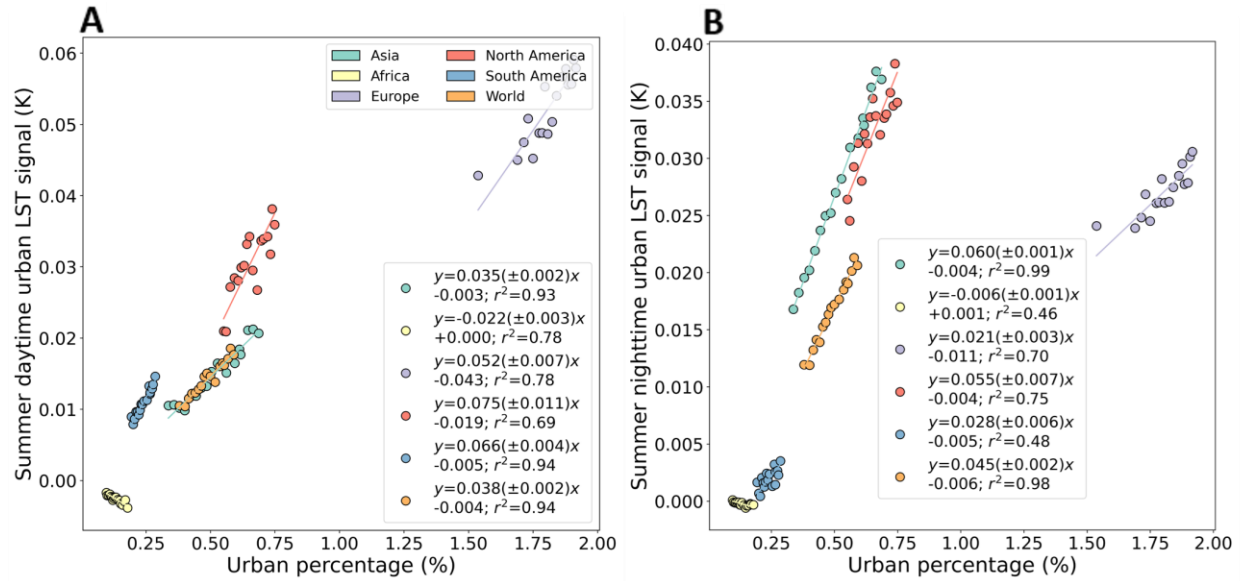 A
Summer daytime urban LST signal (K)
0.06
0.05
0.04
0.03
0.02
0.01
0.00
Asia
Africa
Europe
North America
South America
World
y=0.035(±0.002)x
-0.003; r²=0.93
y=-0.022(±0.003)x
+0.000; r²=0.78
y=0.052(±0.007)x
-0.043; r²=0.78
y=0.075(±0.011)x
-0.019; r²=0.69
y=0.066(±0.004)x
-0.005; r²=0.94
y=0.038(±0.002)x
-0.004; r²=0.94
0.25 0.50 0.75 1.00 1.25 1.50 1.75 2.00
Urban percentage (%)
B
Summer nighttime urban LST signal (K)
0.040
0.035
0.030
0.025
0.020
0.015
0.010
0.005
0.000
y=0.060(±0.001)x
-0.004; r²=0.99
y=-0.006(±0.001)x
+0.001; r²=0.46
y=0.021(±0.003)x
-0.011; r²=0.70
y=0.055(±0.007)x
-0.004; r²=0.75
y=0.028(±0.006)x
-0.005; r²=0.48
y=0.045(±0.002)x
-0.006; r²=0.98
0.25 0.50 0.75 1.00 1.25 1.50 1.75 2.00
Urban percentage (%)